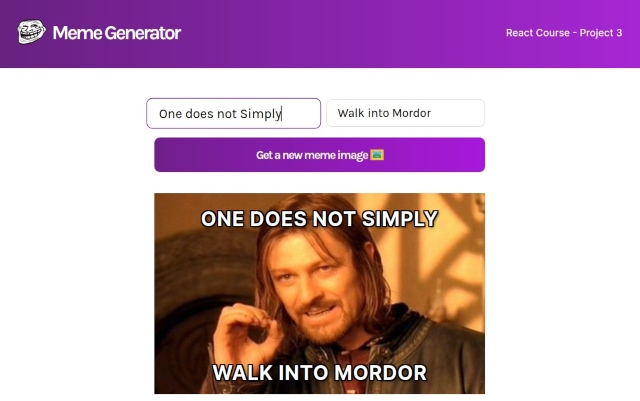 Meme Generator
React Course - Project 3
One does not Simply
Walk into Mordor
Get a new meme image
ONE DOES NOT SIMPLY
WALK INTO MORDOR